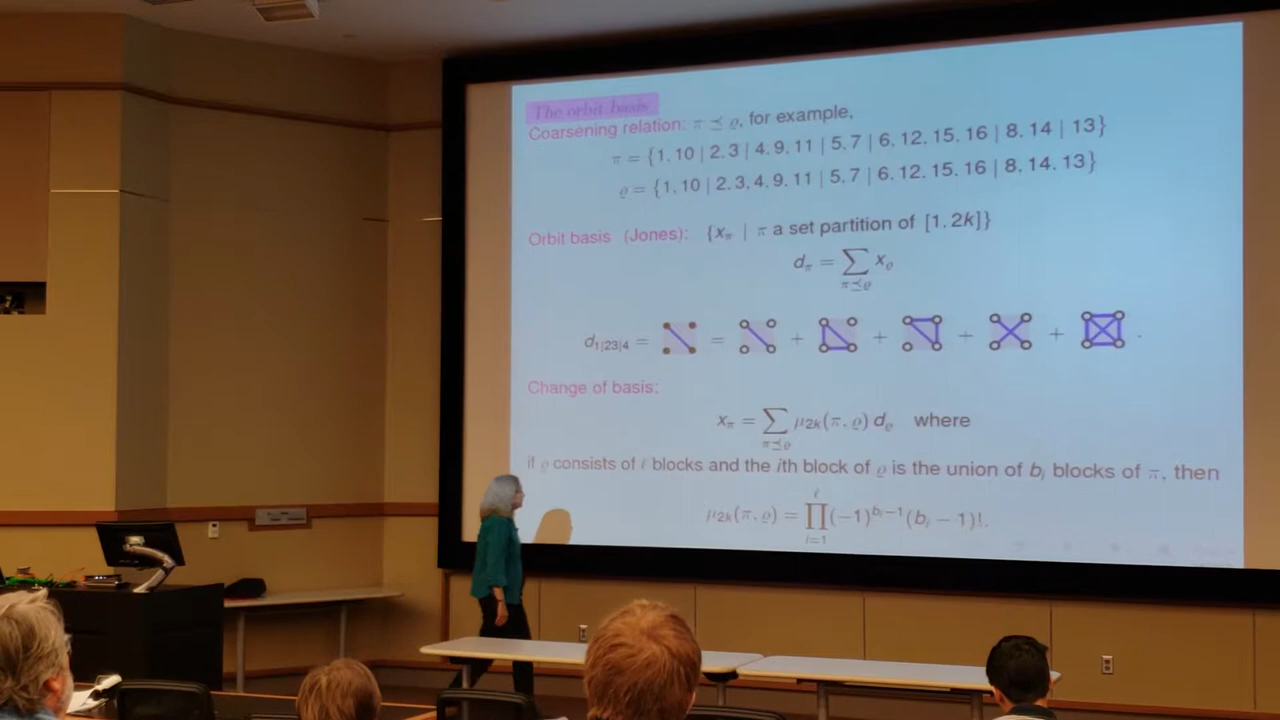 The orbit basis
Coarsening relation: π ⪯ ϱ, for example,
π = {1, 10 | 2, 3 | 4, 9, 11 | 5, 7 | 6, 12, 15, 16 | 8, 14 | 13}
ϱ = {1, 10 | 2, 3, 4, 9, 11 | 5, 7 | 6, 12, 15, 16 | 8, 14, 13}
Orbit basis (Jones): {x_π | π a set partition of [1, 2k]}
d_π = ∑_{π⪯ϱ} x_ϱ
d_{1|23|4} = = + + + + .
Change of basis:
x_π = ∑_{π⪯ϱ} μ_{2k}(π, ϱ) d_ϱ where
if ϱ consists of ℓ blocks and the ith block of ϱ is the union of b_i blocks of π, then
μ_{2k}(π, ϱ) = ∏_{i=1}^{ℓ} (−1)^{b_i−1} (b_i − 1)!.